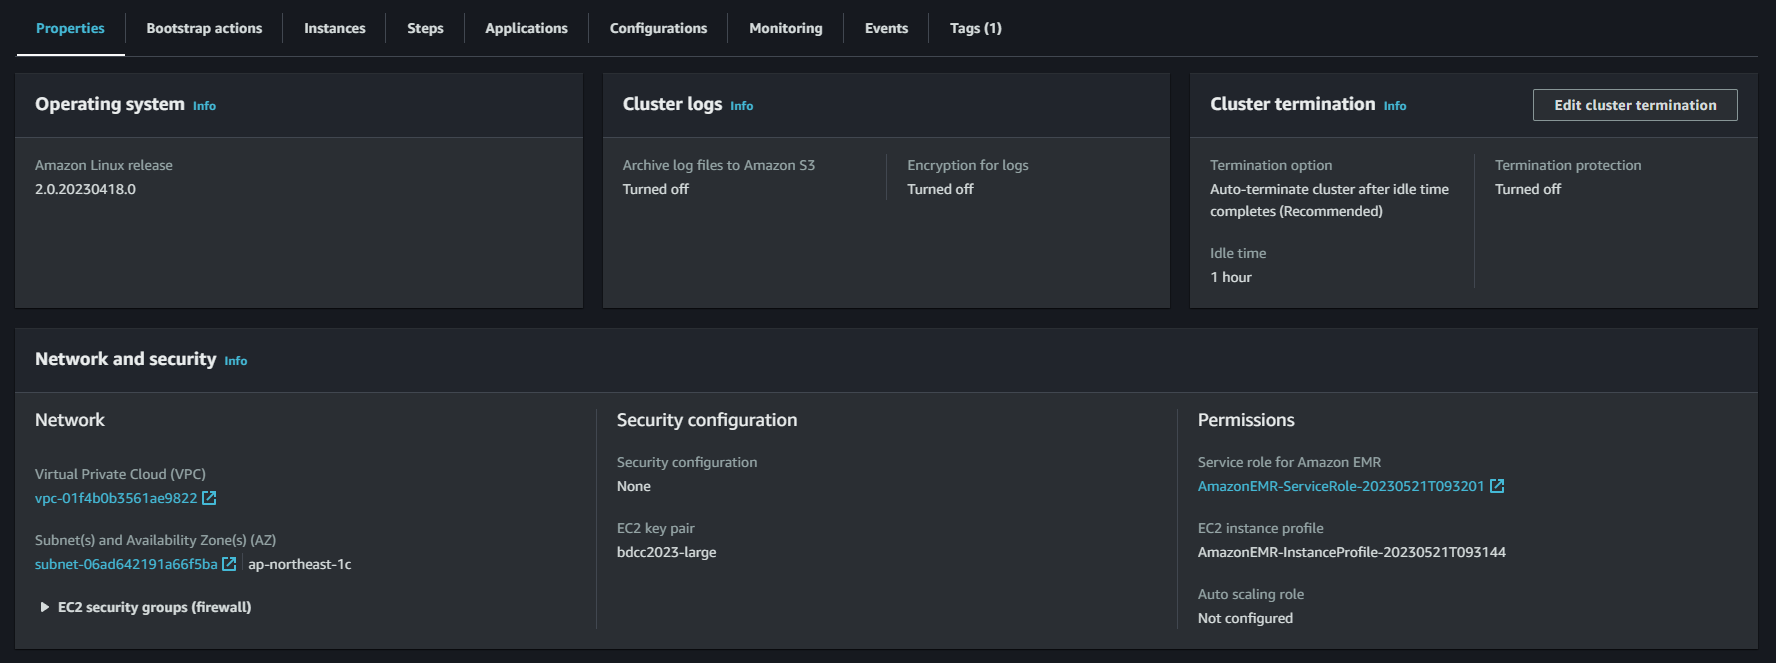 Properties
Bootstrap actions
Instances
Steps
Applications
Configurations
Monitoring
Events
Tags (1)
Operating system Info
Amazon Linux release
2.0.20230418.0
Cluster logs Info
Archive log files to Amazon S3
Turned off
Encryption for logs
Turned off
Cluster termination Info
Edit cluster termination
Termination option
Auto-terminate cluster after idle time
completes (Recommended)
Idle time
1 hour
Termination protection
Turned off
Network and security Info
Network
Virtual Private Cloud (VPC)
vpc-01f4b0b3561ae9822
Subnet(s) and Availability Zone(s) (AZ)
subnet-06ad642191a66f5ba ap-northeast-1c
EC2 security groups (firewall)
Security configuration
Security configuration
None
EC2 key pair
bdcc2023-large
Permissions
Service role for Amazon EMR
AmazonEMR-ServiceRole-20230521T093201
EC2 instance profile
AmazonEMR-InstanceProfile-20230521T093144
Auto scaling role
Not configured